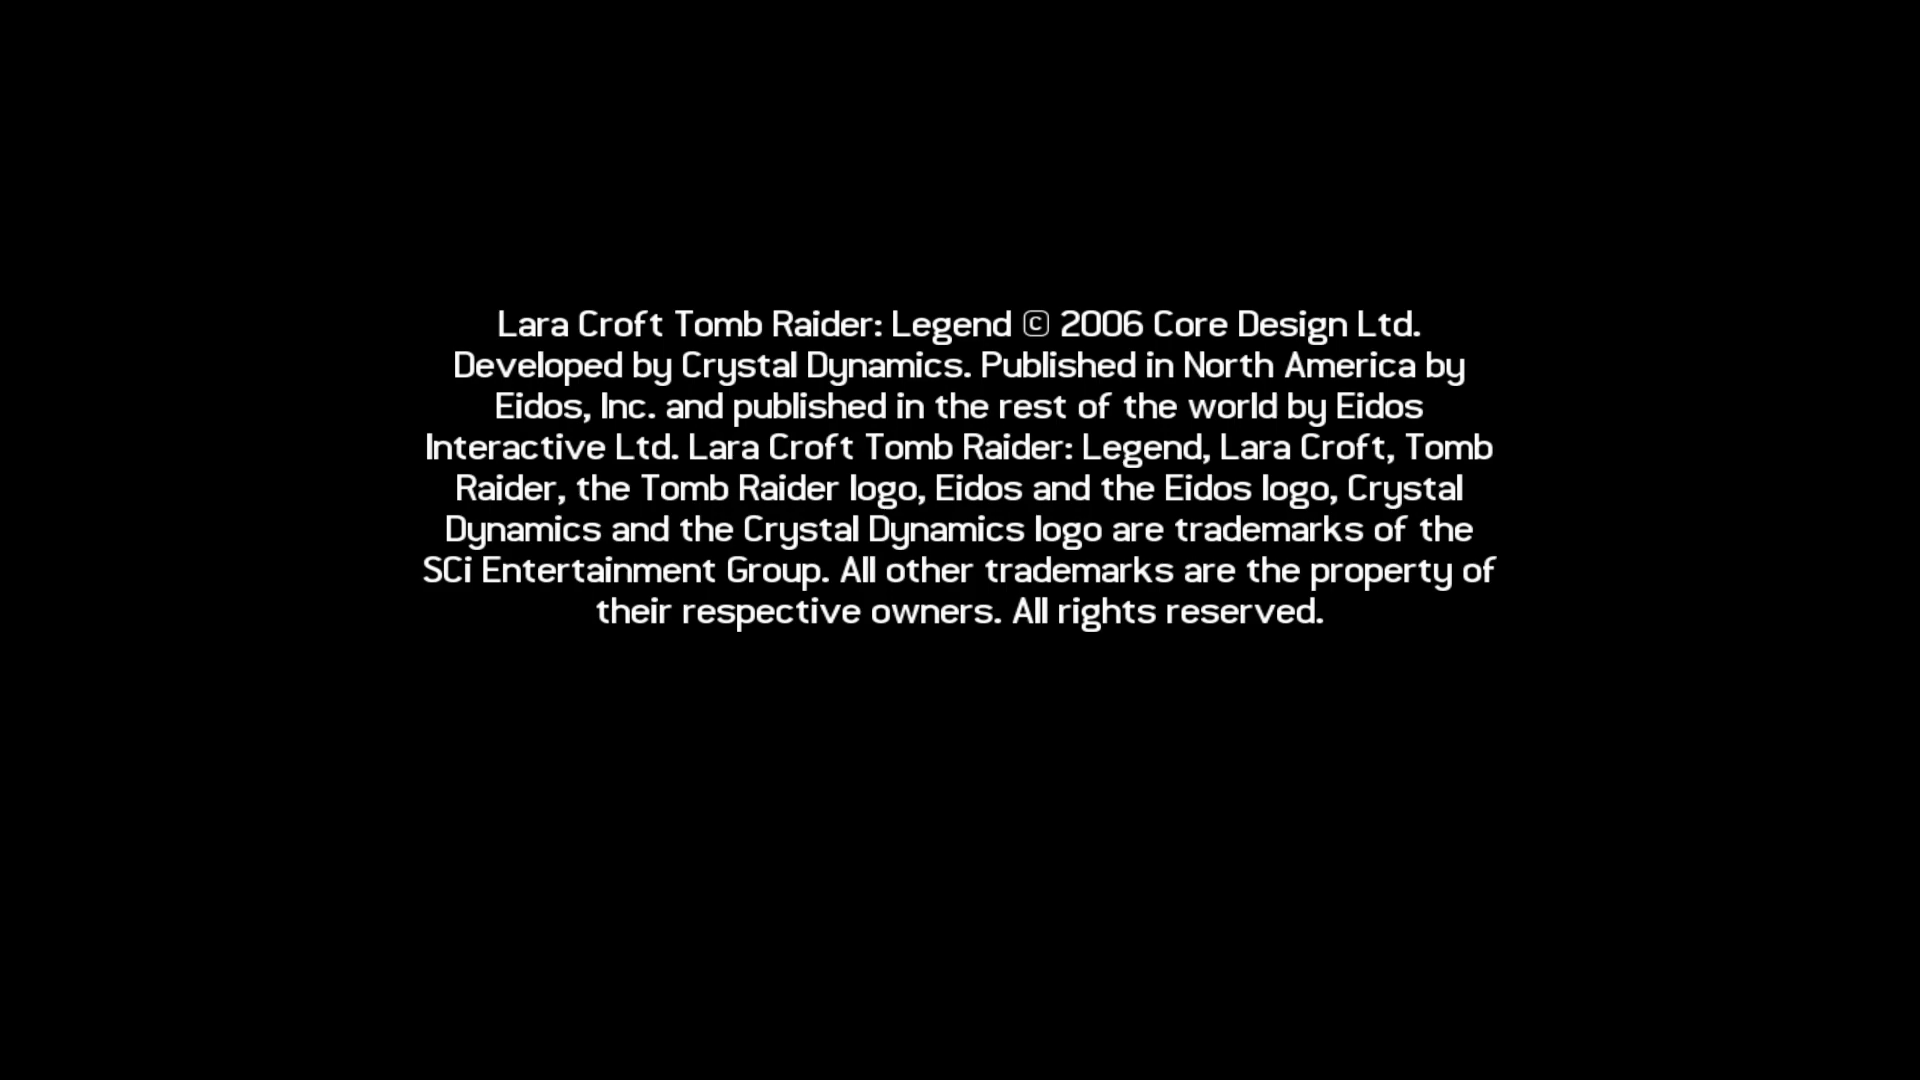 Lara Croft Tomb Raider: Legend © 2006 Core Design Ltd.
Developed by Crystal Dynamics. Published in North America by
Eidos, Inc. and published in the rest of the world by Eidos
Interactive Ltd. Lara Croft Tomb Raider: Legend, Lara Croft, Tomb
Raider, the Tomb Raider logo, Eidos and the Eidos logo, Crystal
Dynamics and the Crystal Dynamics logo are trademarks of the
SCi Entertainment Group. All other trademarks are the property of
their respective owners. All rights reserved.